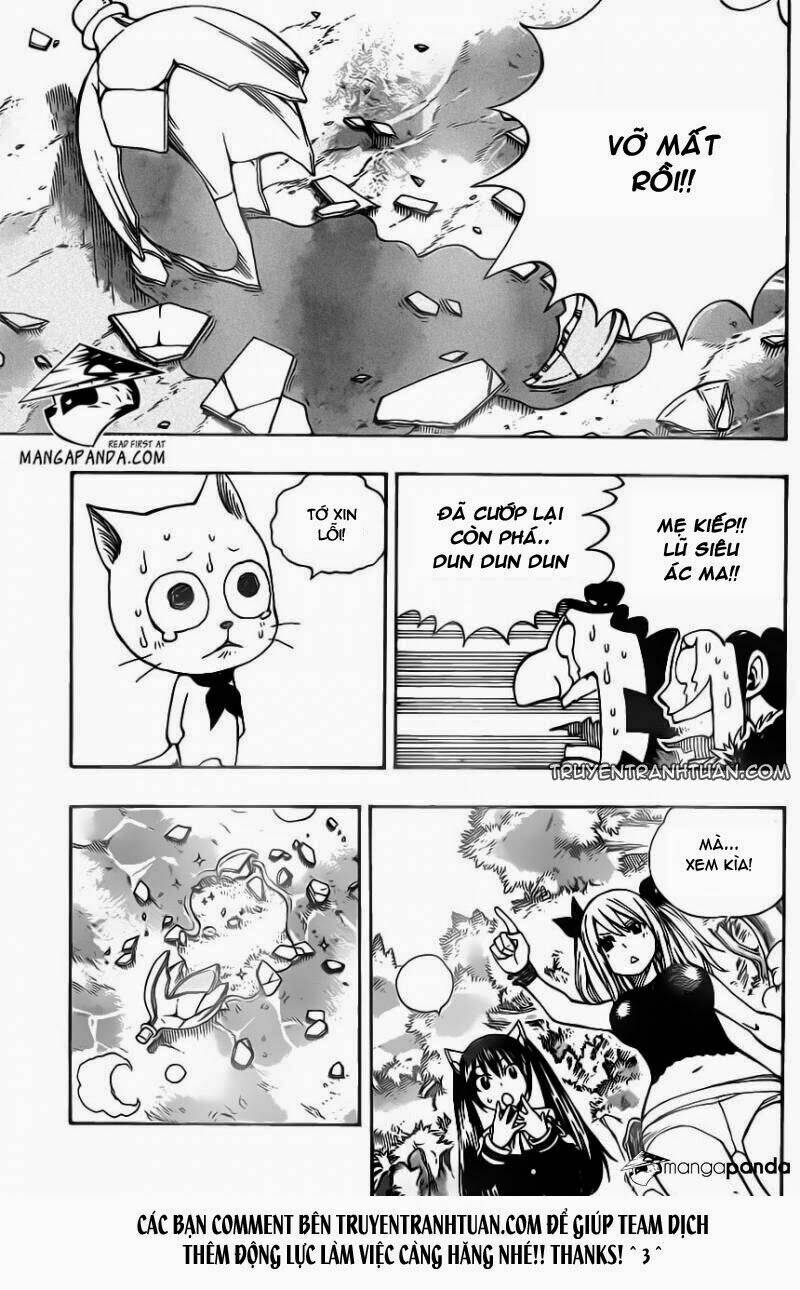 VỠ MẤT
RỒI!!
READ FIRST AT
MANGAPANDA.COM
MẸ KIẾP!!
LŨ SIÊU
ÁC MA!!
ĐÃ CƯỚP LẠI
CÒN PHÁ..
DUN DUN DUN
TỚ XIN
LỖI!
TRUYENTRANHTUAN.COM
MÀ...
XEM KÌA!
mangapanda
CÁC BẠN COMMENT BÊN TRUYENTRANHTUAN.COM ĐỂ GIÚP TEAM DỊCH
THÊM ĐỘNG LỰC LÀM VIỆC CÀNG HĂNG NHÉ!! THANKS! ^ 3 ^